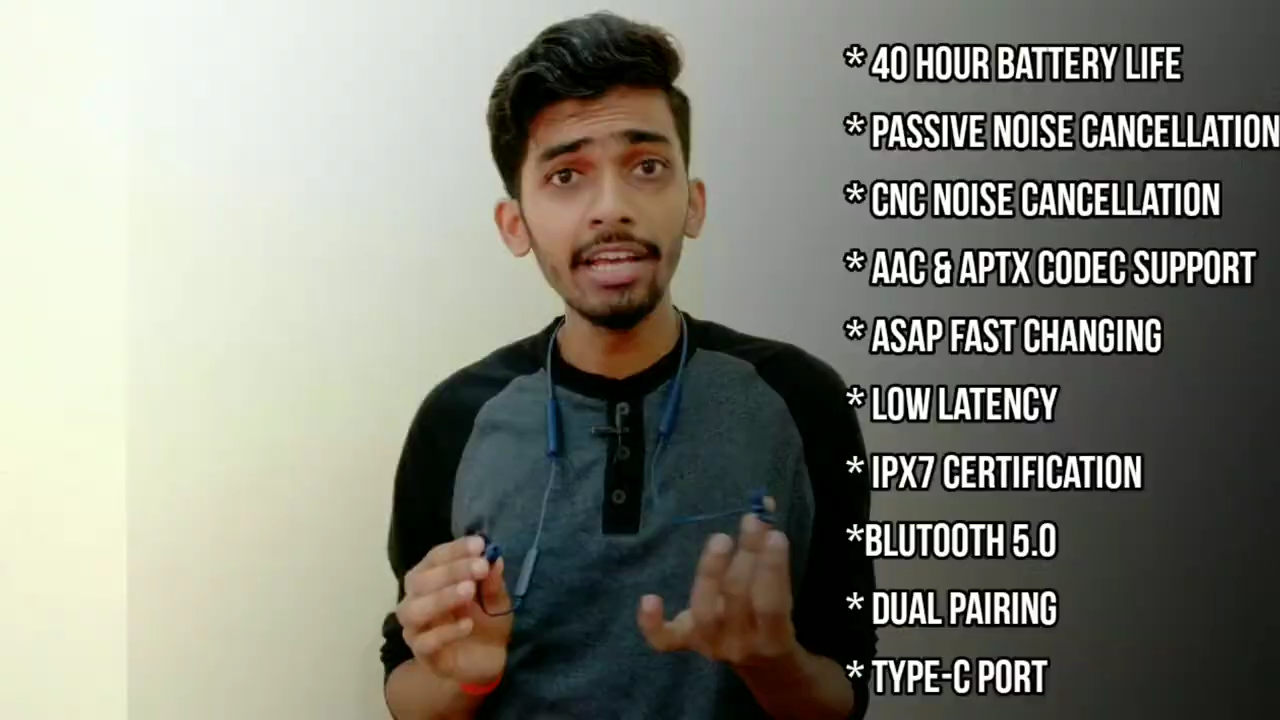 * 40 HOUR BATTERY LIFE
* PASSIVE NOISE CANCELLATION
* CNC NOISE CANCELLATION
* AAC & APTX CODEC SUPPORT
* ASAP FAST CHANGING
* LOW LATENCY
* IPX7 CERTIFICATION
*BLUTOOTH 5.0
* DUAL PAIRING
* TYPE-C PORT